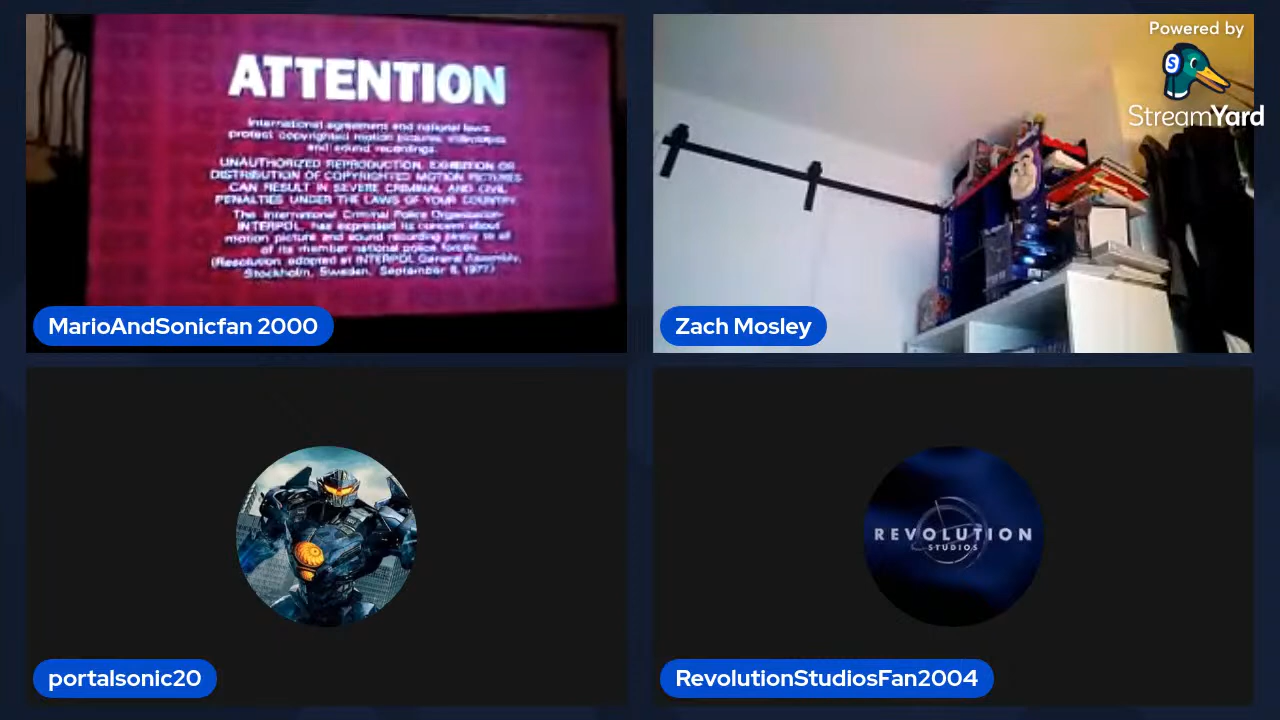 Powered by
StreamYard
ATTENTION
International agreement and national laws
protect copyrighted motion pictures, videotapes
and sound recordings.
UNAUTHORIZED REPRODUCTION, EXHIBITION OR
DISTRIBUTION OF COPYRIGHTED MOTION PICTURES
CAN RESULT IN SEVERE CRIMINAL AND CIVIL
PENALTIES UNDER THE LAWS OF YOUR COUNTRY.
The International Criminal Police Organization-
INTERPOL, has expressed its concern about
motion picture and sound recording piracy to all
of its member national police forces.
(Resolution adopted at INTERPOL General Assembly,
Stockholm, Sweden, September 8, 1977.)
MarioAndSonicfan 2000
Zach Mosley
REVOLUTION
STUDIOS
portalsonic20
RevolutionStudiosFan2004